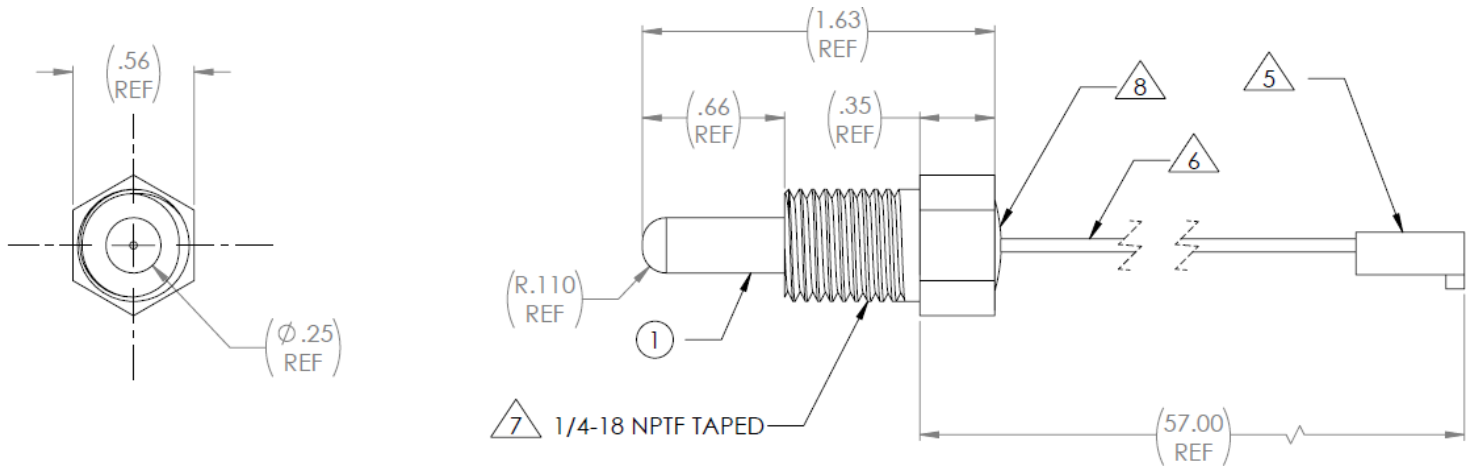 (.56)
REF
(Ø.25)
REF
(1.63)
REF
(.66)
REF
(.35)
REF
8
5
6
(R.110)
REF
1
7 1/4-18 NPTF TAPED
(57.00)
REF